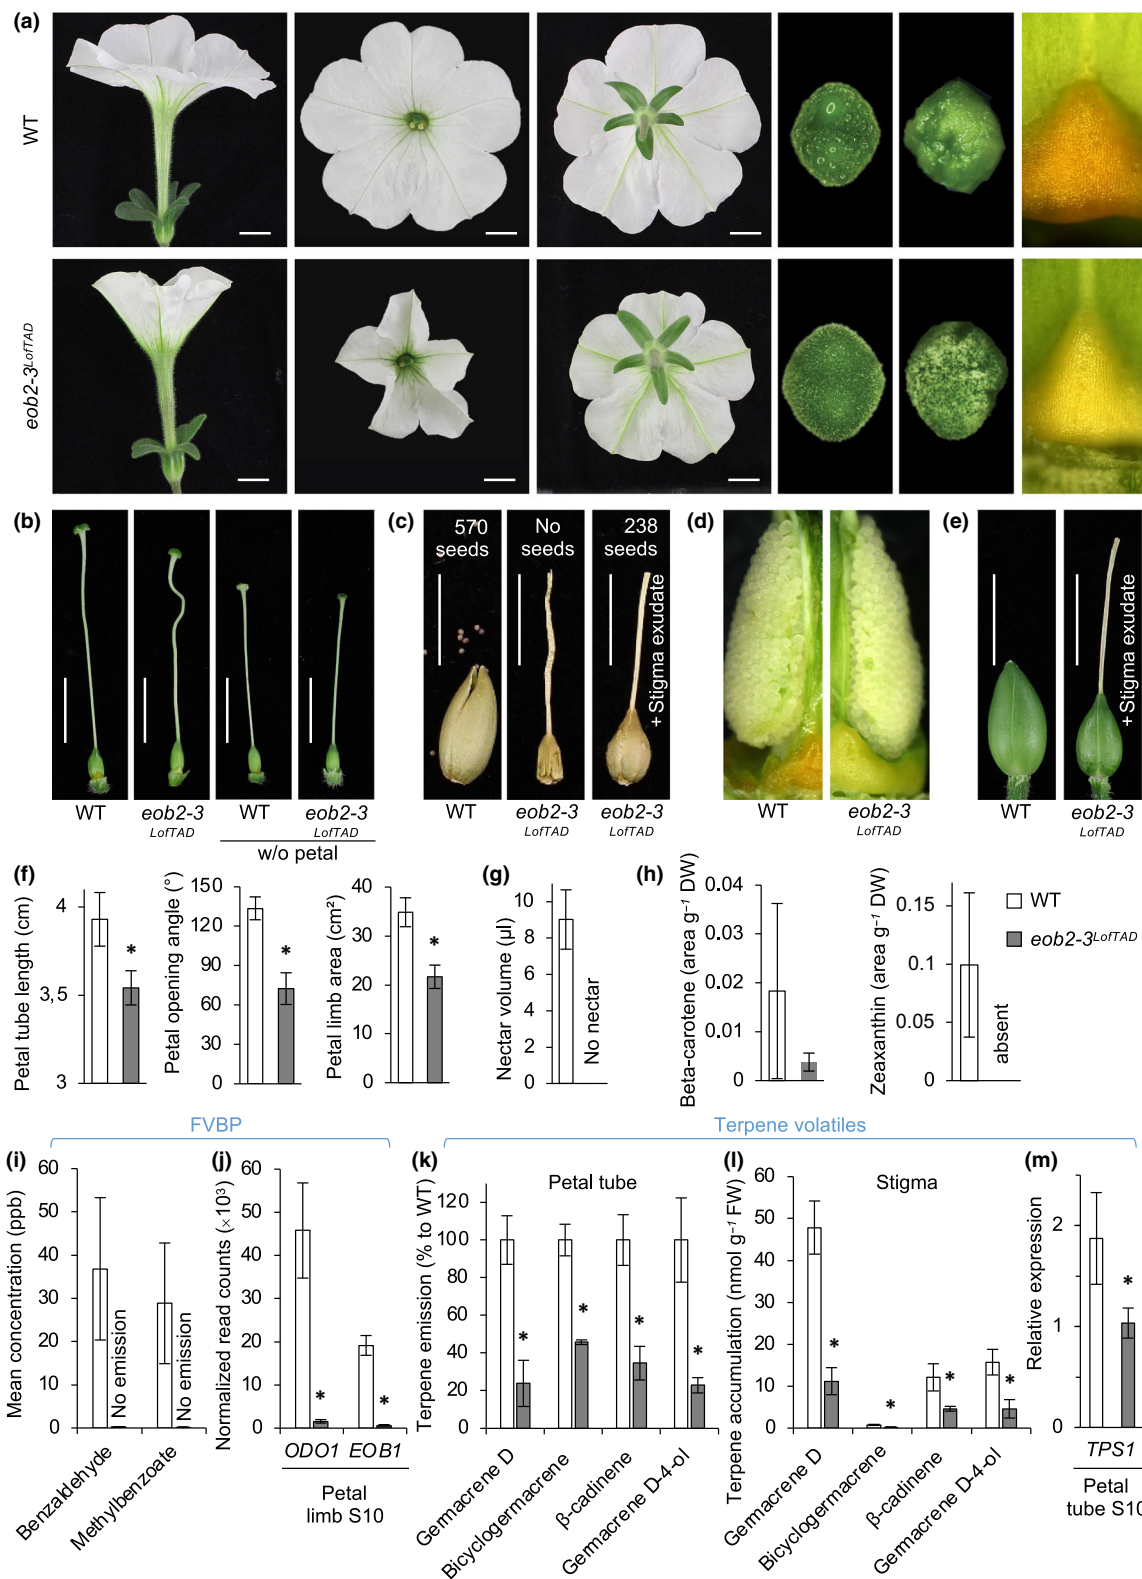 (a)
WT
eob2-3LofTAD
(b)
(c)
(d)
(e)
570 seeds
No seeds
238 seeds
+ Stigma exudate
+ Stigma exudate
WT
eob2-3 LofTAD
WT
eob2-3 LofTAD
w/o petal
WT
eob2-3 LofTAD
eob2-3 LofTAD
WT
eob2-3 LofTAD
WT
eob2-3 LofTAD
(f)
Petal tube length (cm)
4
3,5
3
*
Petal opening angle (°)
150
120
90
60
30
0
*
Petal limb area (cm²)
40
30
20
10
0
*
(g)
Nectar volume (µl)
10
8
6
4
2
0
No nectar
(h)
Beta-carotene (area g⁻¹ DW)
0.04
0.03
0.02
0.01
0
Zeaxanthin (area g⁻¹ DW)
0.15
0.1
0.05
0
absent
WT
eob2-3LofTAD
FVBP
Terpene volatiles
(i)
Mean concentration (ppb)
60
50
40
30
20
10
0
No emission
No emission
Benzaldehyde
Methylbenzoate
(j)
Normalized read counts (×10³)
60
50
40
30
20
10
0
*
*
ODO1 EOB1
Petal
limb S10
(k)
Petal tube
Terpene emission (% to WT)
120
100
80
60
40
20
0
*
*
*
*
Germacrene D
Bicyclogermacrene
β-cadinene
Germacrene D-4-ol
(l)
Stigma
Terpene accumulation (nmol g⁻¹ FW)
60
50
40
30
20
10
0
*
*
*
*
Germacrene D
Bicyclogermacrene
β-cadinene
Germacrene D-4-ol
(m)
Relative expression
2
1
0
*
TPS1
Petal
tube S10